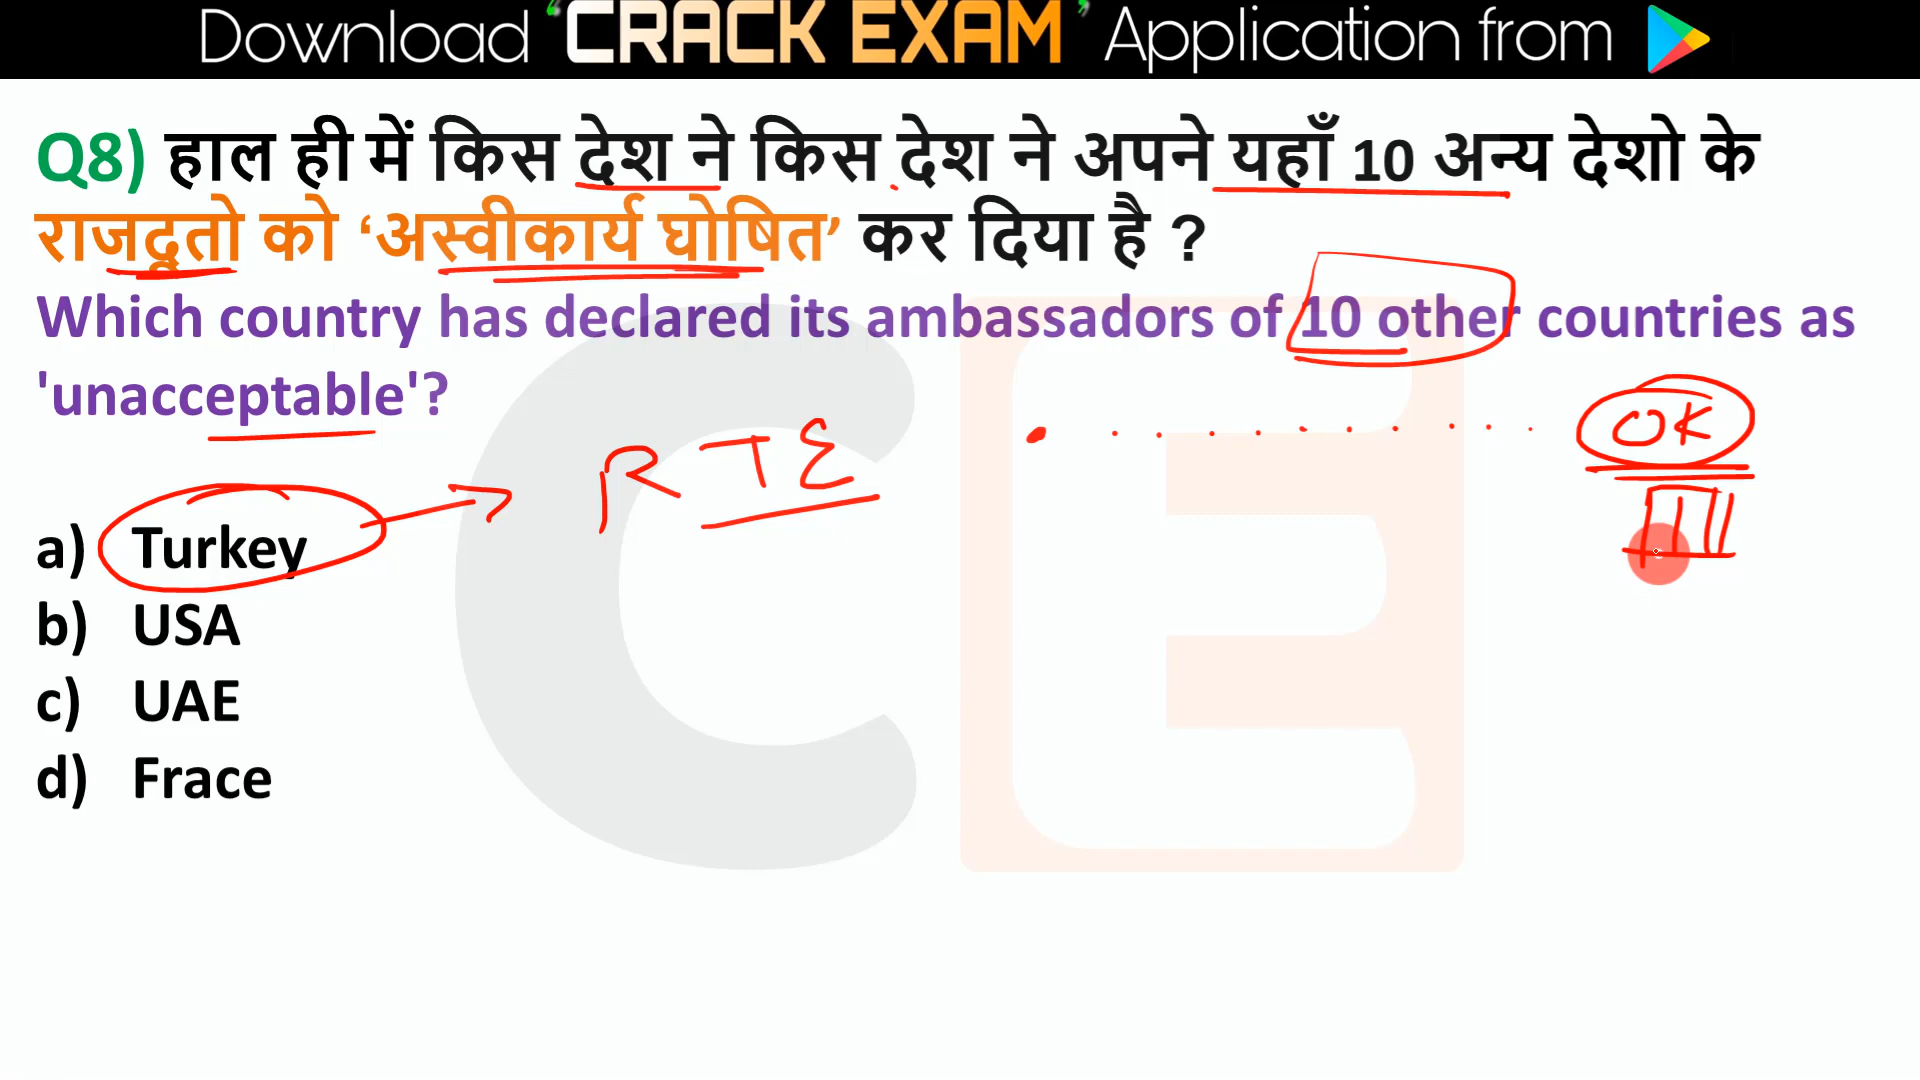 Download 'CRACK EXAM' Application from
Q8) हाल ही में किस देश ने किस देश ने अपने यहाँ 10 अन्य देशो के
राजदूतो को ‘अस्वीकार्य घोषित’ कर दिया है ?
Which country has declared its ambassadors of 10 other countries as
'unacceptable'?
OK
RTE
a) Turkey
b) USA
c) UAE
d) Frace
CE